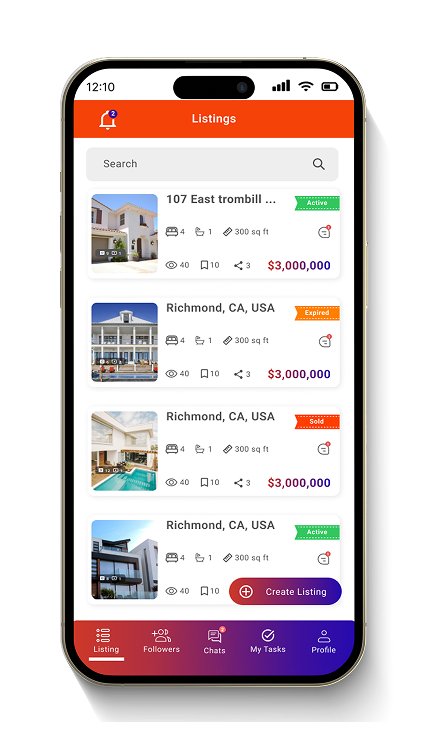 12:10
2
Listings
Search
107 East trombill ...
Active
4 1 300 sq ft
40 10 3 $3,000,000
Richmond, CA, USA
Expired
4 1 300 sq ft
40 10 3 $3,000,000
Richmond, CA, USA
Sold
4 1 300 sq ft
12 1
40 10 3 $3,000,000
Richmond, CA, USA
Active
4 1 300 sq ft
40 10
Create Listing
Listing Followers Chats My Tasks Profile